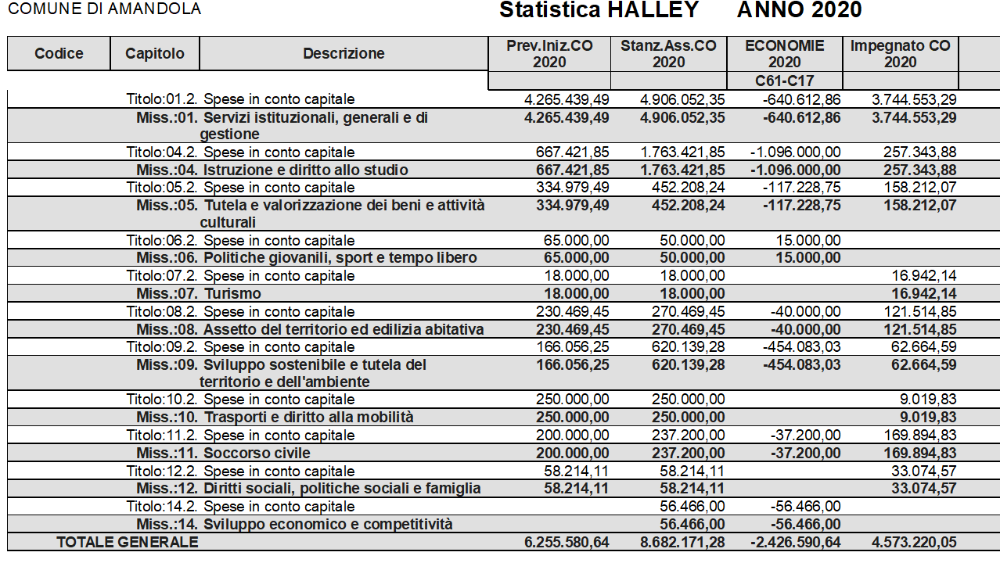 COMUNE DI AMANDOLA Statistica HALLEY ANNO 2020
Codice Capitolo Descrizione Prev.Iniz.CO 2020 Stanz.Ass.CO 2020 ECONOMIE 2020 Impegnato CO 2020
C61-C17
Titolo:01.2. Spese in conto capitale 4.265.439,49 4.906.052,35 -640.612,86 3.744.553,29
Miss.:01. Servizi istituzionali, generali e di 4.265.439,49 4.906.052,35 -640.612,86 3.744.553,29
gestione
Titolo:04.2. Spese in conto capitale 667.421,85 1.763.421,85 -1.096.000,00 257.343,88
Miss.:04. Istruzione e diritto allo studio 667.421,85 1.763.421,85 -1.096.000,00 257.343,88
Titolo:05.2. Spese in conto capitale 334.979,49 452.208,24 -117.228,75 158.212,07
Miss.:05. Tutela e valorizzazione dei beni e attività 334.979,49 452.208,24 -117.228,75 158.212,07
culturali
Titolo:06.2. Spese in conto capitale 65.000,00 50.000,00 15.000,00
Miss.:06. Politiche giovanili, sport e tempo libero 65.000,00 50.000,00 15.000,00
Titolo:07.2. Spese in conto capitale 18.000,00 18.000,00 16.942,14
Miss.:07. Turismo 18.000,00 18.000,00 16.942,14
Titolo:08.2. Spese in conto capitale 230.469,45 270.469,45 -40.000,00 121.514,85
Miss.:08. Assetto del territorio ed edilizia abitativa 230.469,45 270.469,45 -40.000,00 121.514,85
Titolo:09.2. Spese in conto capitale 166.056,25 620.139,28 -454.083,03 62.664,59
Miss.:09. Sviluppo sostenibile e tutela del 166.056,25 620.139,28 -454.083,03 62.664,59
territorio e dell'ambiente
Titolo:10.2. Spese in conto capitale 250.000,00 250.000,00 9.019,83
Miss.:10. Trasporti e diritto alla mobilità 250.000,00 250.000,00 9.019,83
Titolo:11.2. Spese in conto capitale 200.000,00 237.200,00 -37.200,00 169.894,83
Miss.:11. Soccorso civile 200.000,00 237.200,00 -37.200,00 169.894,83
Titolo:12.2. Spese in conto capitale 58.214,11 58.214,11 33.074,57
Miss.:12. Diritti sociali, politiche sociali e famiglia 58.214,11 58.214,11 33.074,57
Titolo:14.2. Spese in conto capitale 56.466,00 -56.466,00
Miss.:14. Sviluppo economico e competitività 56.466,00 -56.466,00
TOTALE GENERALE 6.255.580,64 8.682.171,28 -2.426.590,64 4.573.220,05